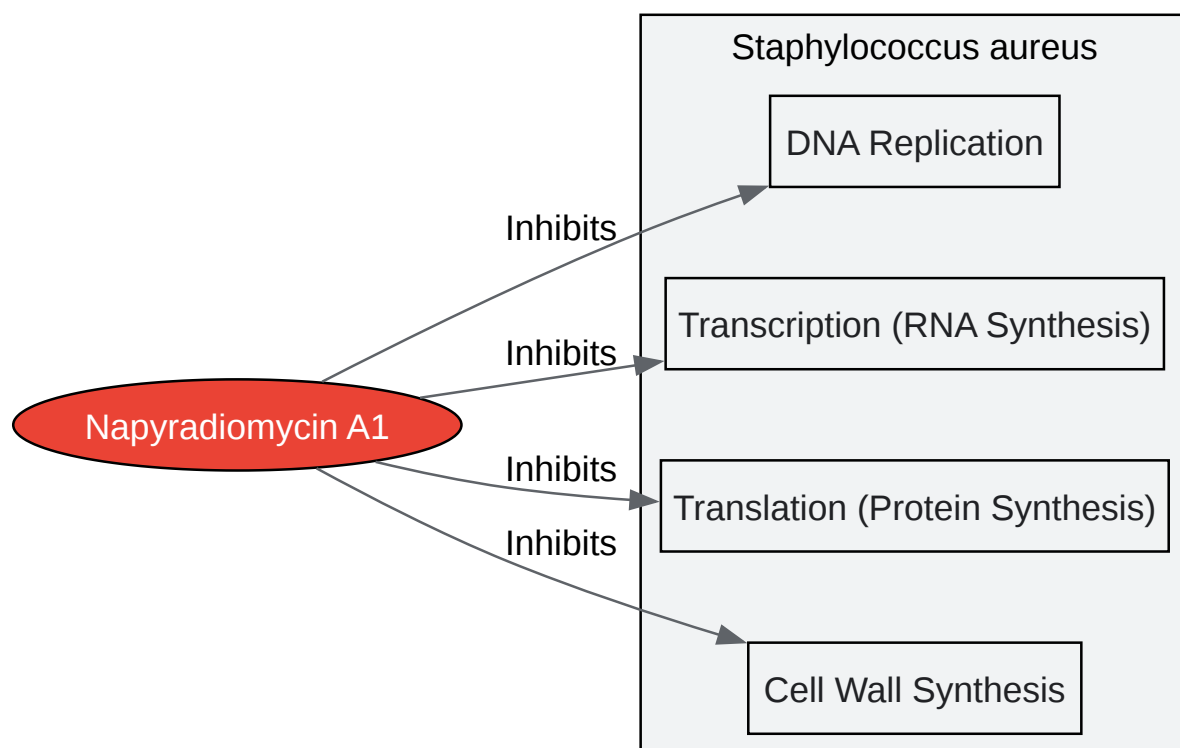 Staphylococcus aureus
DNA Replication
Inhibits
Transcription (RNA Synthesis)
Inhibits
Napyradiomycin A1
Inhibits
Translation (Protein Synthesis)
Inhibits
Cell Wall Synthesis